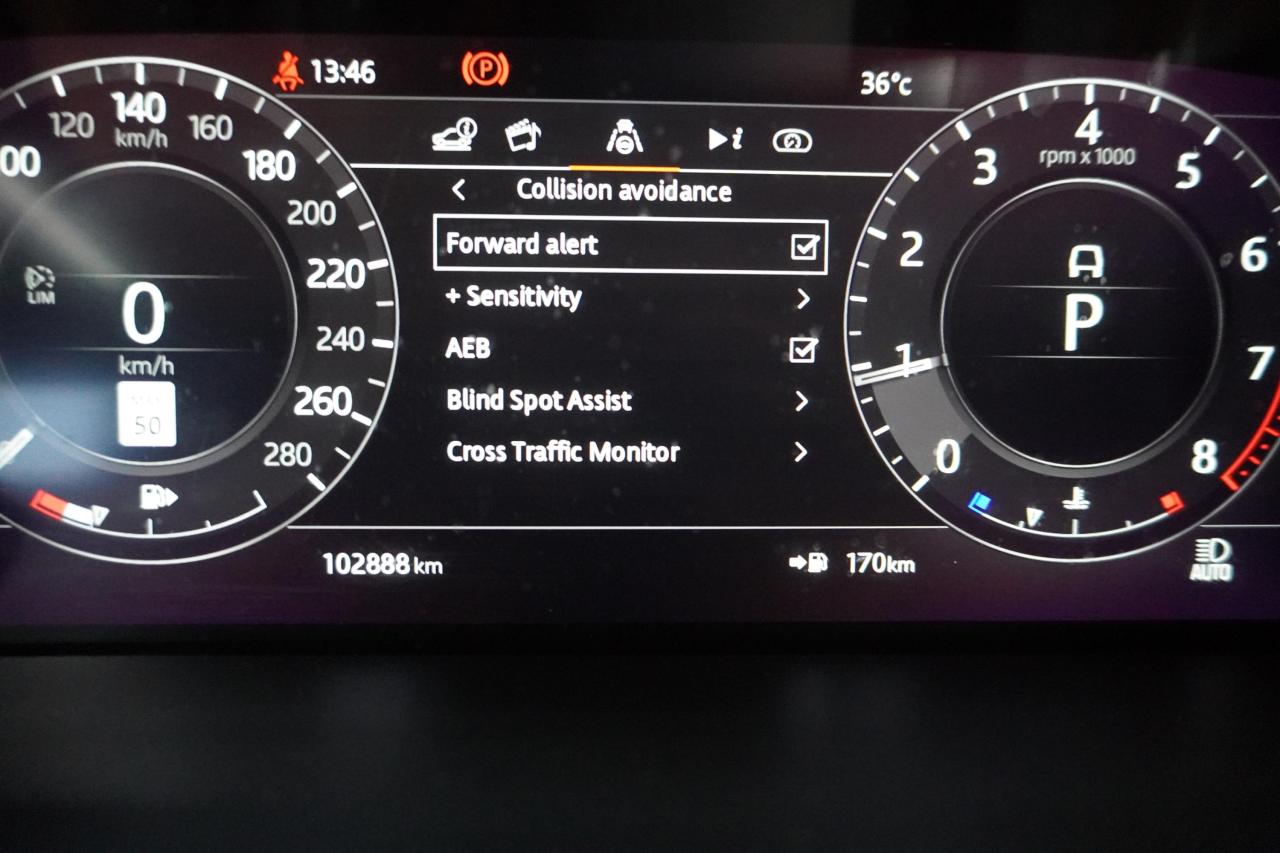 13:46
36°c
120
140
160
km/h
00
180
200
220
240
260
280
LIM
0
km/h
50
Collision avoidance
Forward alert
+ Sensitivity
AEB
Blind Spot Assist
Cross Traffic Monitor
0
1
2
3
4
5
6
7
8
rpm x 1000
P
102888 km
170km
AUTO